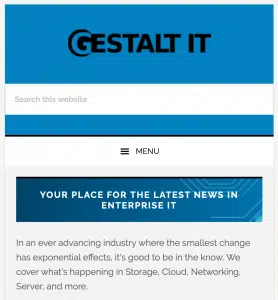 GESTALT IT
Search this website
MENU
YOUR PLACE FOR THE LATEST NEWS IN
ENTERPRISE IT
In an ever advancing industry where the smallest change
has exponential effects, it's good to be in the know. We
cover what's happening in Storage, Cloud, Networking,
Server, and more.